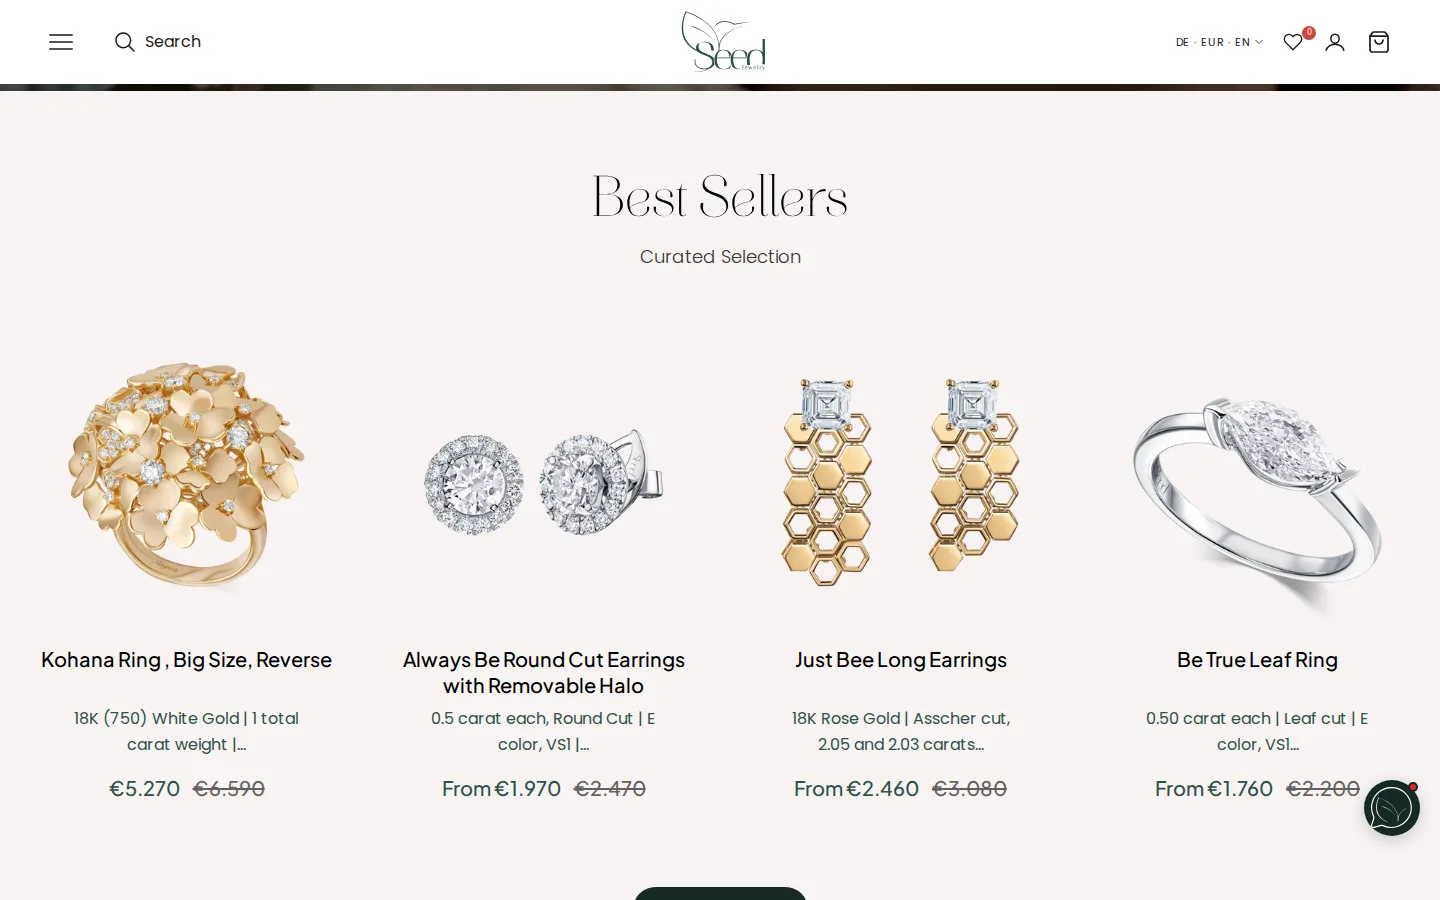 Search
Seed
Jewelry
DE · EUR · EN
0
Best Sellers
Curated Selection
Kohana Ring , Big Size, Reverse
18K (750) White Gold | 1 total
carat weight |...
€5.270 €6.590
Always Be Round Cut Earrings
with Removable Halo
0.5 carat each, Round Cut | E
color, VS1 |...
From €1.970 €2.470
Just Bee Long Earrings
18K Rose Gold | Asscher cut,
2.05 and 2.03 carats...
From €2.460 €3.080
Be True Leaf Ring
0.50 carat each | Leaf cut | E
color, VS1...
From €1.760 €2.200